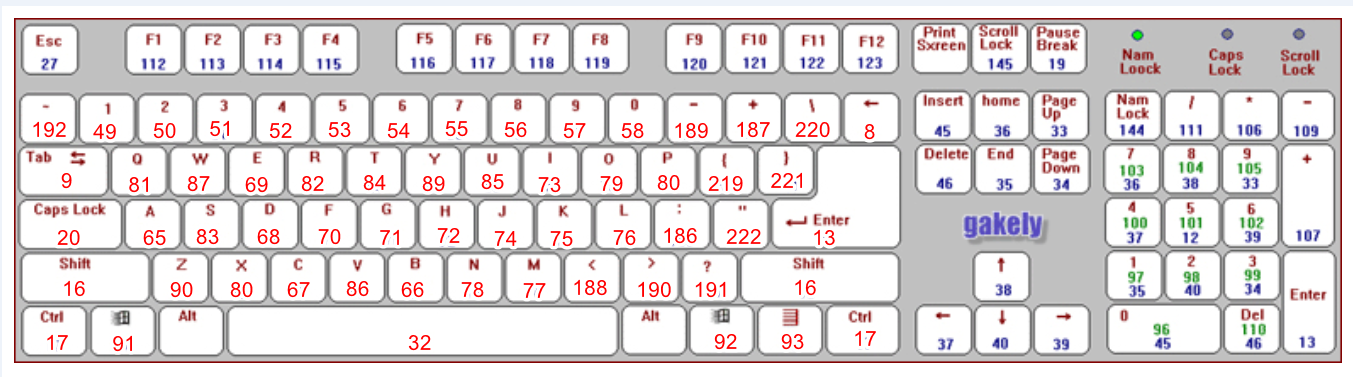 Esc F1 F2 F3 F4 F5 F6 F7 F8 F9 F10 F11 F12 Print Sxreen Scroll Lock Pause Break Nam Loock Caps Lock Scroll Lock
27 112 113 114 115 116 117 118 119 120 121 122 123 145 19
- 1 2 3 4 5 6 7 8 9 0 - + \ ← Insert home Page Up Nam Lock / * -
192 49 50 51 52 53 54 55 56 57 58 189 187 220 8 45 36 33 144 111 106 109
Tab Q W E R T Y U I O P { } Delete End Page Down 7 8 9 +
103 104 105
9 81 87 69 82 84 89 85 73 79 80 219 221 46 35 34 36 38 33
Caps Lock A S D F G H J K L : " Enter gakely 4 5 6
100 101 102
20 65 83 68 70 71 72 74 75 76 186 222 13 37 12 39 107
Shift Z X C V B N M < > ? Shift ↑ 1 2 3
97 98 99
16 90 80 67 86 66 78 77 188 190 191 16 38 35 40 34
Ctrl Alt Alt Ctrl ← ↓ → 0 Del Enter
96 110
17 91 32 92 93 17 37 40 39 45 46 13